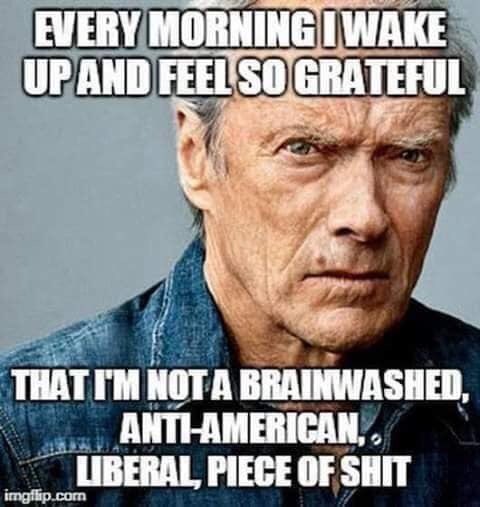 EVERY MORNING I WAKE
UP AND FEEL SO GRATEFUL
THAT I'M NOT A BRAINWASHED,
ANTI-AMERICAN, .
LIBERAL, PIECE OF SHIT
imgflip.com